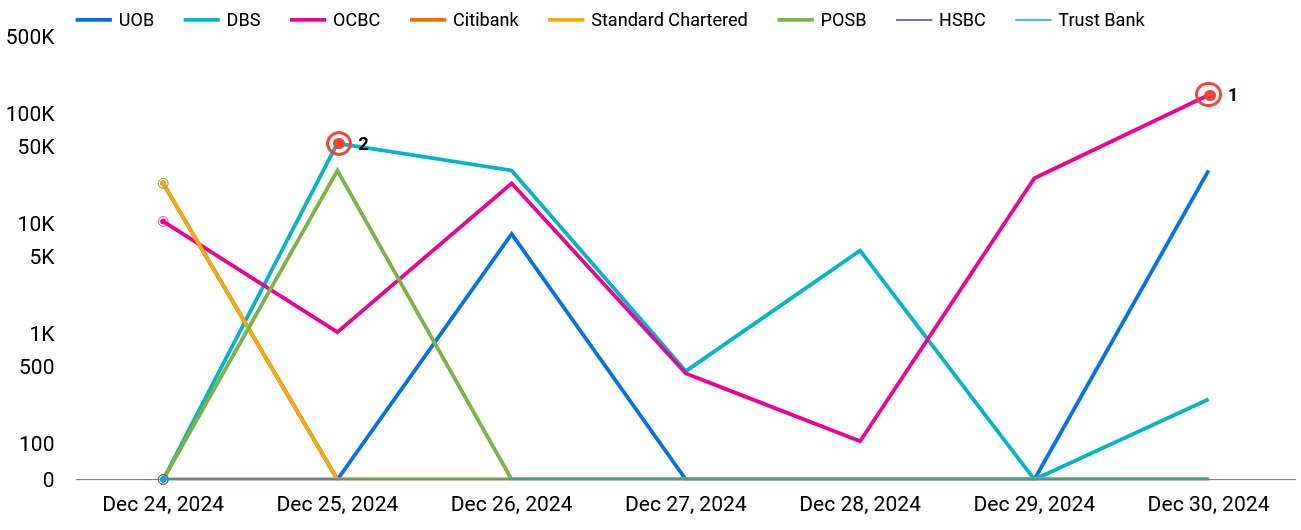 UOB DBS OCBC Citibank Standard Chartered POSB HSBC Trust Bank
500K
100K
50K
10K
5K
1K
500
100
0
2
1
Dec 24, 2024 Dec 25, 2024 Dec 26, 2024 Dec 27, 2024 Dec 28, 2024 Dec 29, 2024 Dec 30, 2024